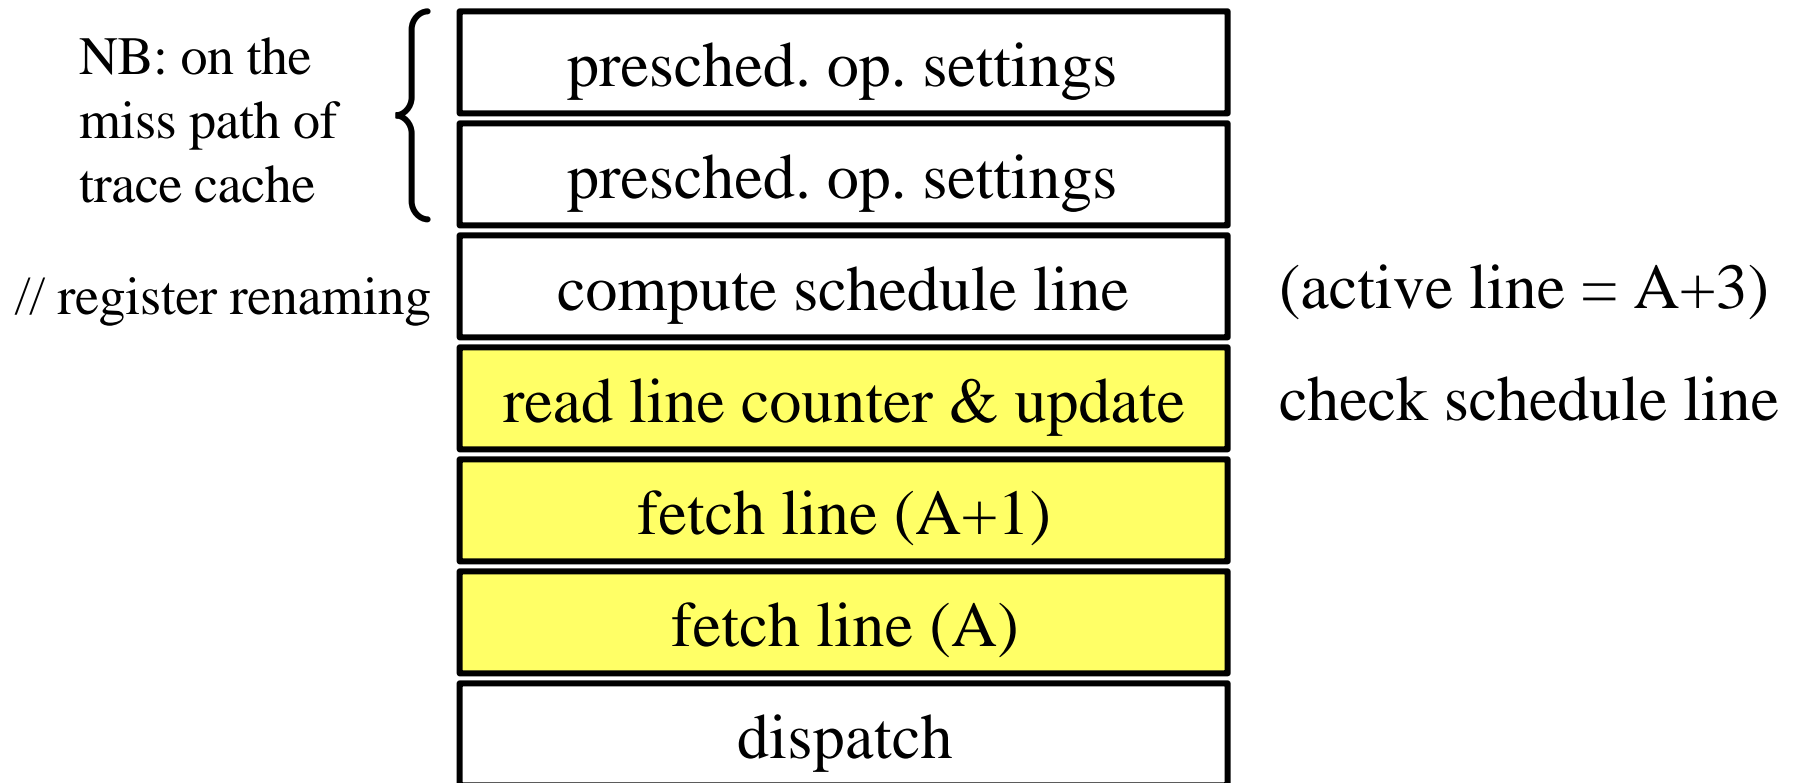 NB: on the
miss path of
trace cache
presched. op. settings
presched. op. settings
// register renaming
compute schedule line
(active line = A+3)
read line counter & update
check schedule line
fetch line (A+1)
fetch line (A)
dispatch